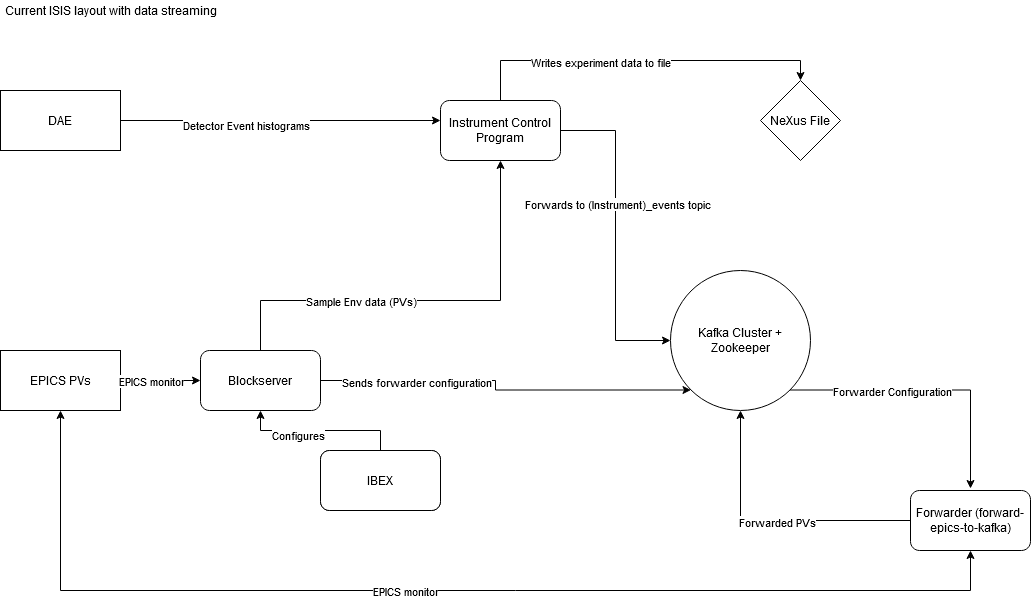 Current ISIS layout with data streaming
Writes experiment data to file
DAE
Detector Event histograms
Instrument Control
Program
NeXus File
Forwards to (Instrument)_events topic
Sample Env data (PVs)
Kafka Cluster +
Zookeeper
EPICS PVs
EPICS monitor
Blockserver
Sends forwarder configuration
Forwarder Configuration
Configures
IBEX
Forwarder (forward-
epics-to-kafka)
Forwarded PVs
EPICS monitor